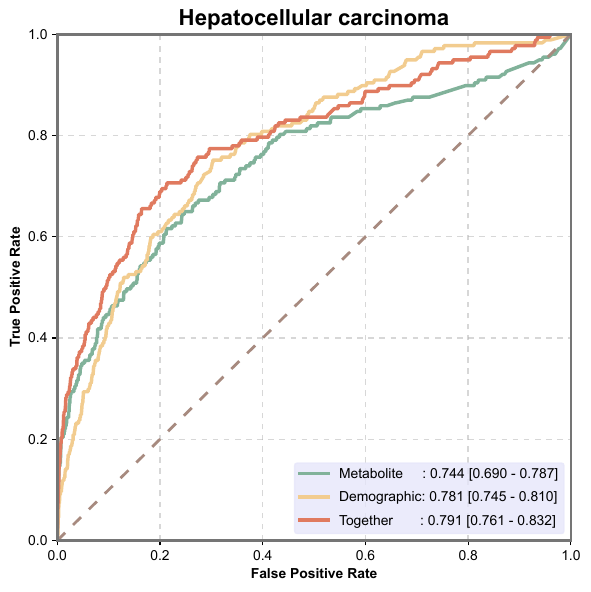 Hepatocellular carcinoma
1.0
0.8
0.6
0.4
0.2
0.0
True Positive Rate
Metabolite : 0.744 [0.690 - 0.787]
Demographic: 0.781 [0.745 - 0.810]
Together : 0.791 [0.761 - 0.832]
0.0 0.2 0.4 0.6 0.8 1.0
False Positive Rate